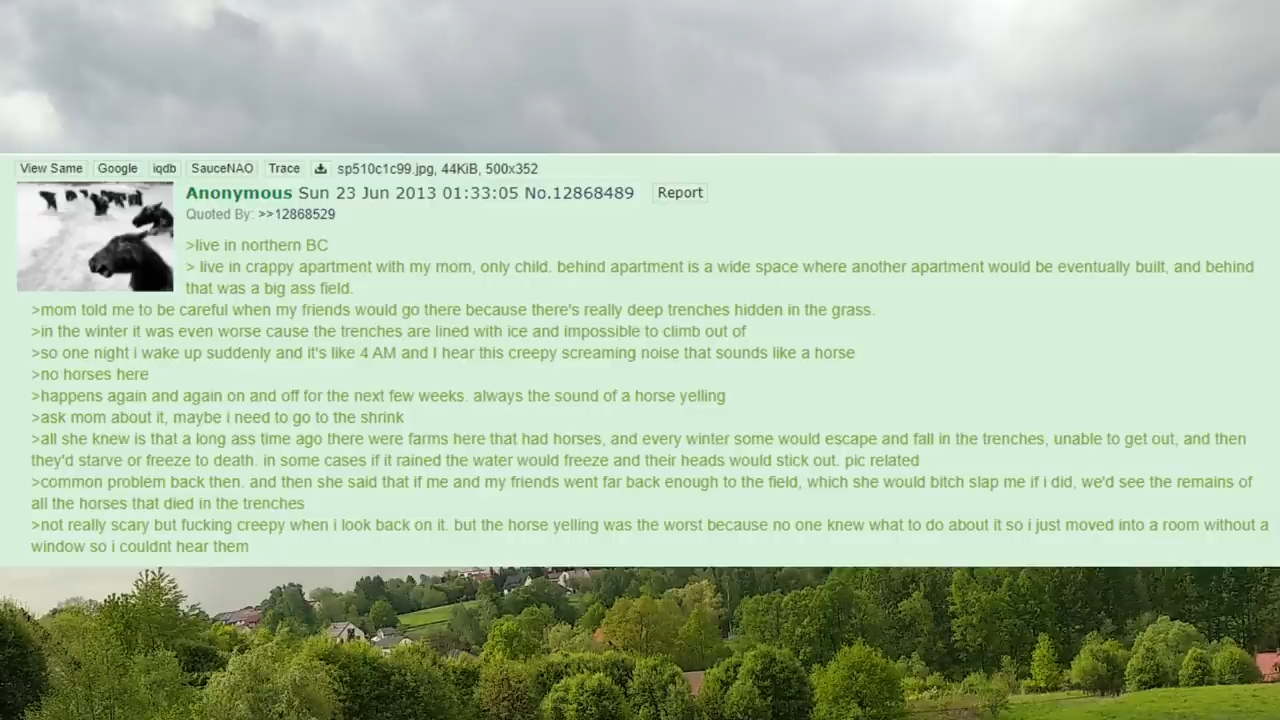 View Same Google iqdb SauceNAO Trace sp510c1c99.jpg, 44KiB, 500x352
Anonymous Sun 23 Jun 2013 01:33:05 No.12868489 Report
Quoted By: >>12868529
>live in northern BC
> live in crappy apartment with my mom, only child. behind apartment is a wide space where another apartment would be eventually built, and behind
that was a big ass field.
>mom told me to be careful when my friends would go there because there's really deep trenches hidden in the grass.
>in the winter it was even worse cause the trenches are lined with ice and impossible to climb out of
>so one night i wake up suddenly and it's like 4 AM and I hear this creepy screaming noise that sounds like a horse
>no horses here
>happens again and again on and off for the next few weeks. always the sound of a horse yelling
>ask mom about it, maybe i need to go to the shrink
>all she knew is that a long ass time ago there were farms here that had horses, and every winter some would escape and fall in the trenches, unable to get out, and then
they'd starve or freeze to death. in some cases if it rained the water would freeze and their heads would stick out. pic related
>common problem back then. and then she said that if me and my friends went far back enough to the field, which she would bitch slap me if i did, we'd see the remains of
all the horses that died in the trenches
>not really scary but fucking creepy when i look back on it. but the horse yelling was the worst because no one knew what to do about it so i just moved into a room without a
window so i couldnt hear them